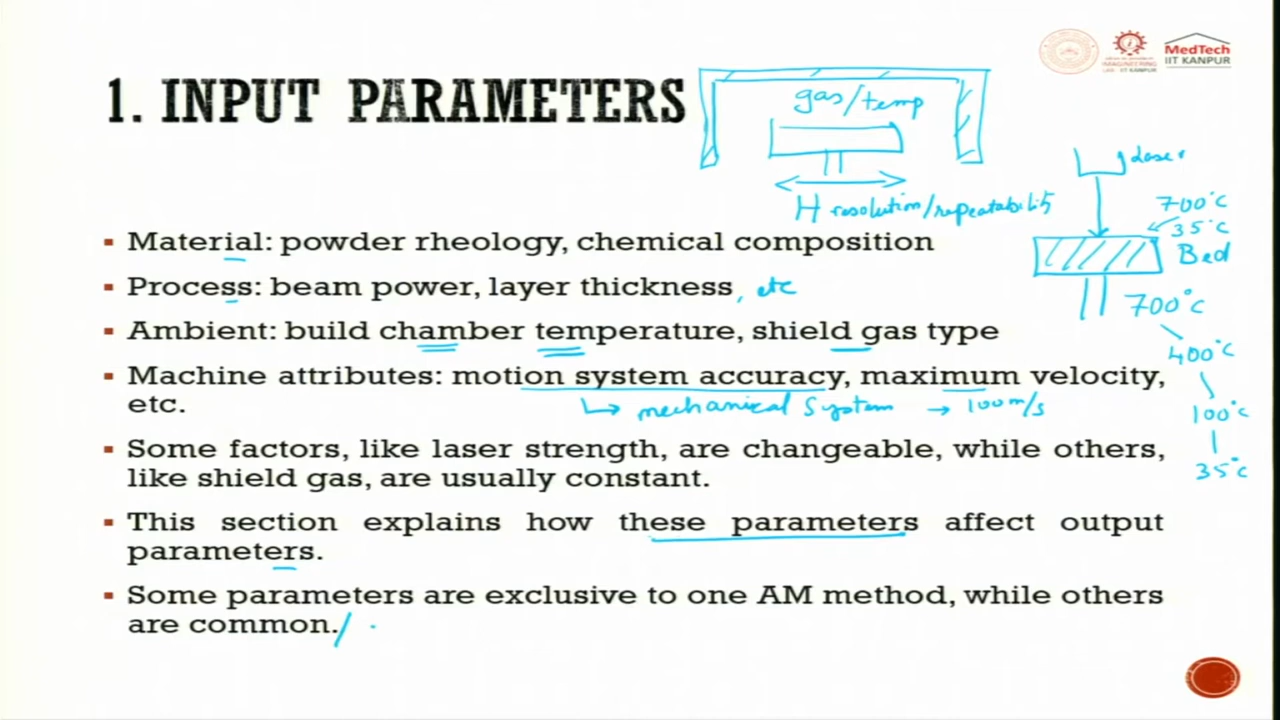 1. INPUT PARAMETERS
MedTech
IIT KANPUR
IMAGINEERING
LAB - IIT KANPUR
gas/temp
H resolution/repeatability
Laser
700°C
35°C
Bed
700°C
400°C
100°C
35°C
▪ Material: powder rheology, chemical composition
▪ Process: beam power, layer thickness, etc
▪ Ambient: build chamber temperature, shield gas type
▪ Machine attributes: motion system accuracy, maximum velocity,
etc.
↳ mechanical System → 100m/s
▪ Some factors, like laser strength, are changeable, while others,
like shield gas, are usually constant.
▪ This section explains how these parameters affect output
parameters.
▪ Some parameters are exclusive to one AM method, while others
are common./